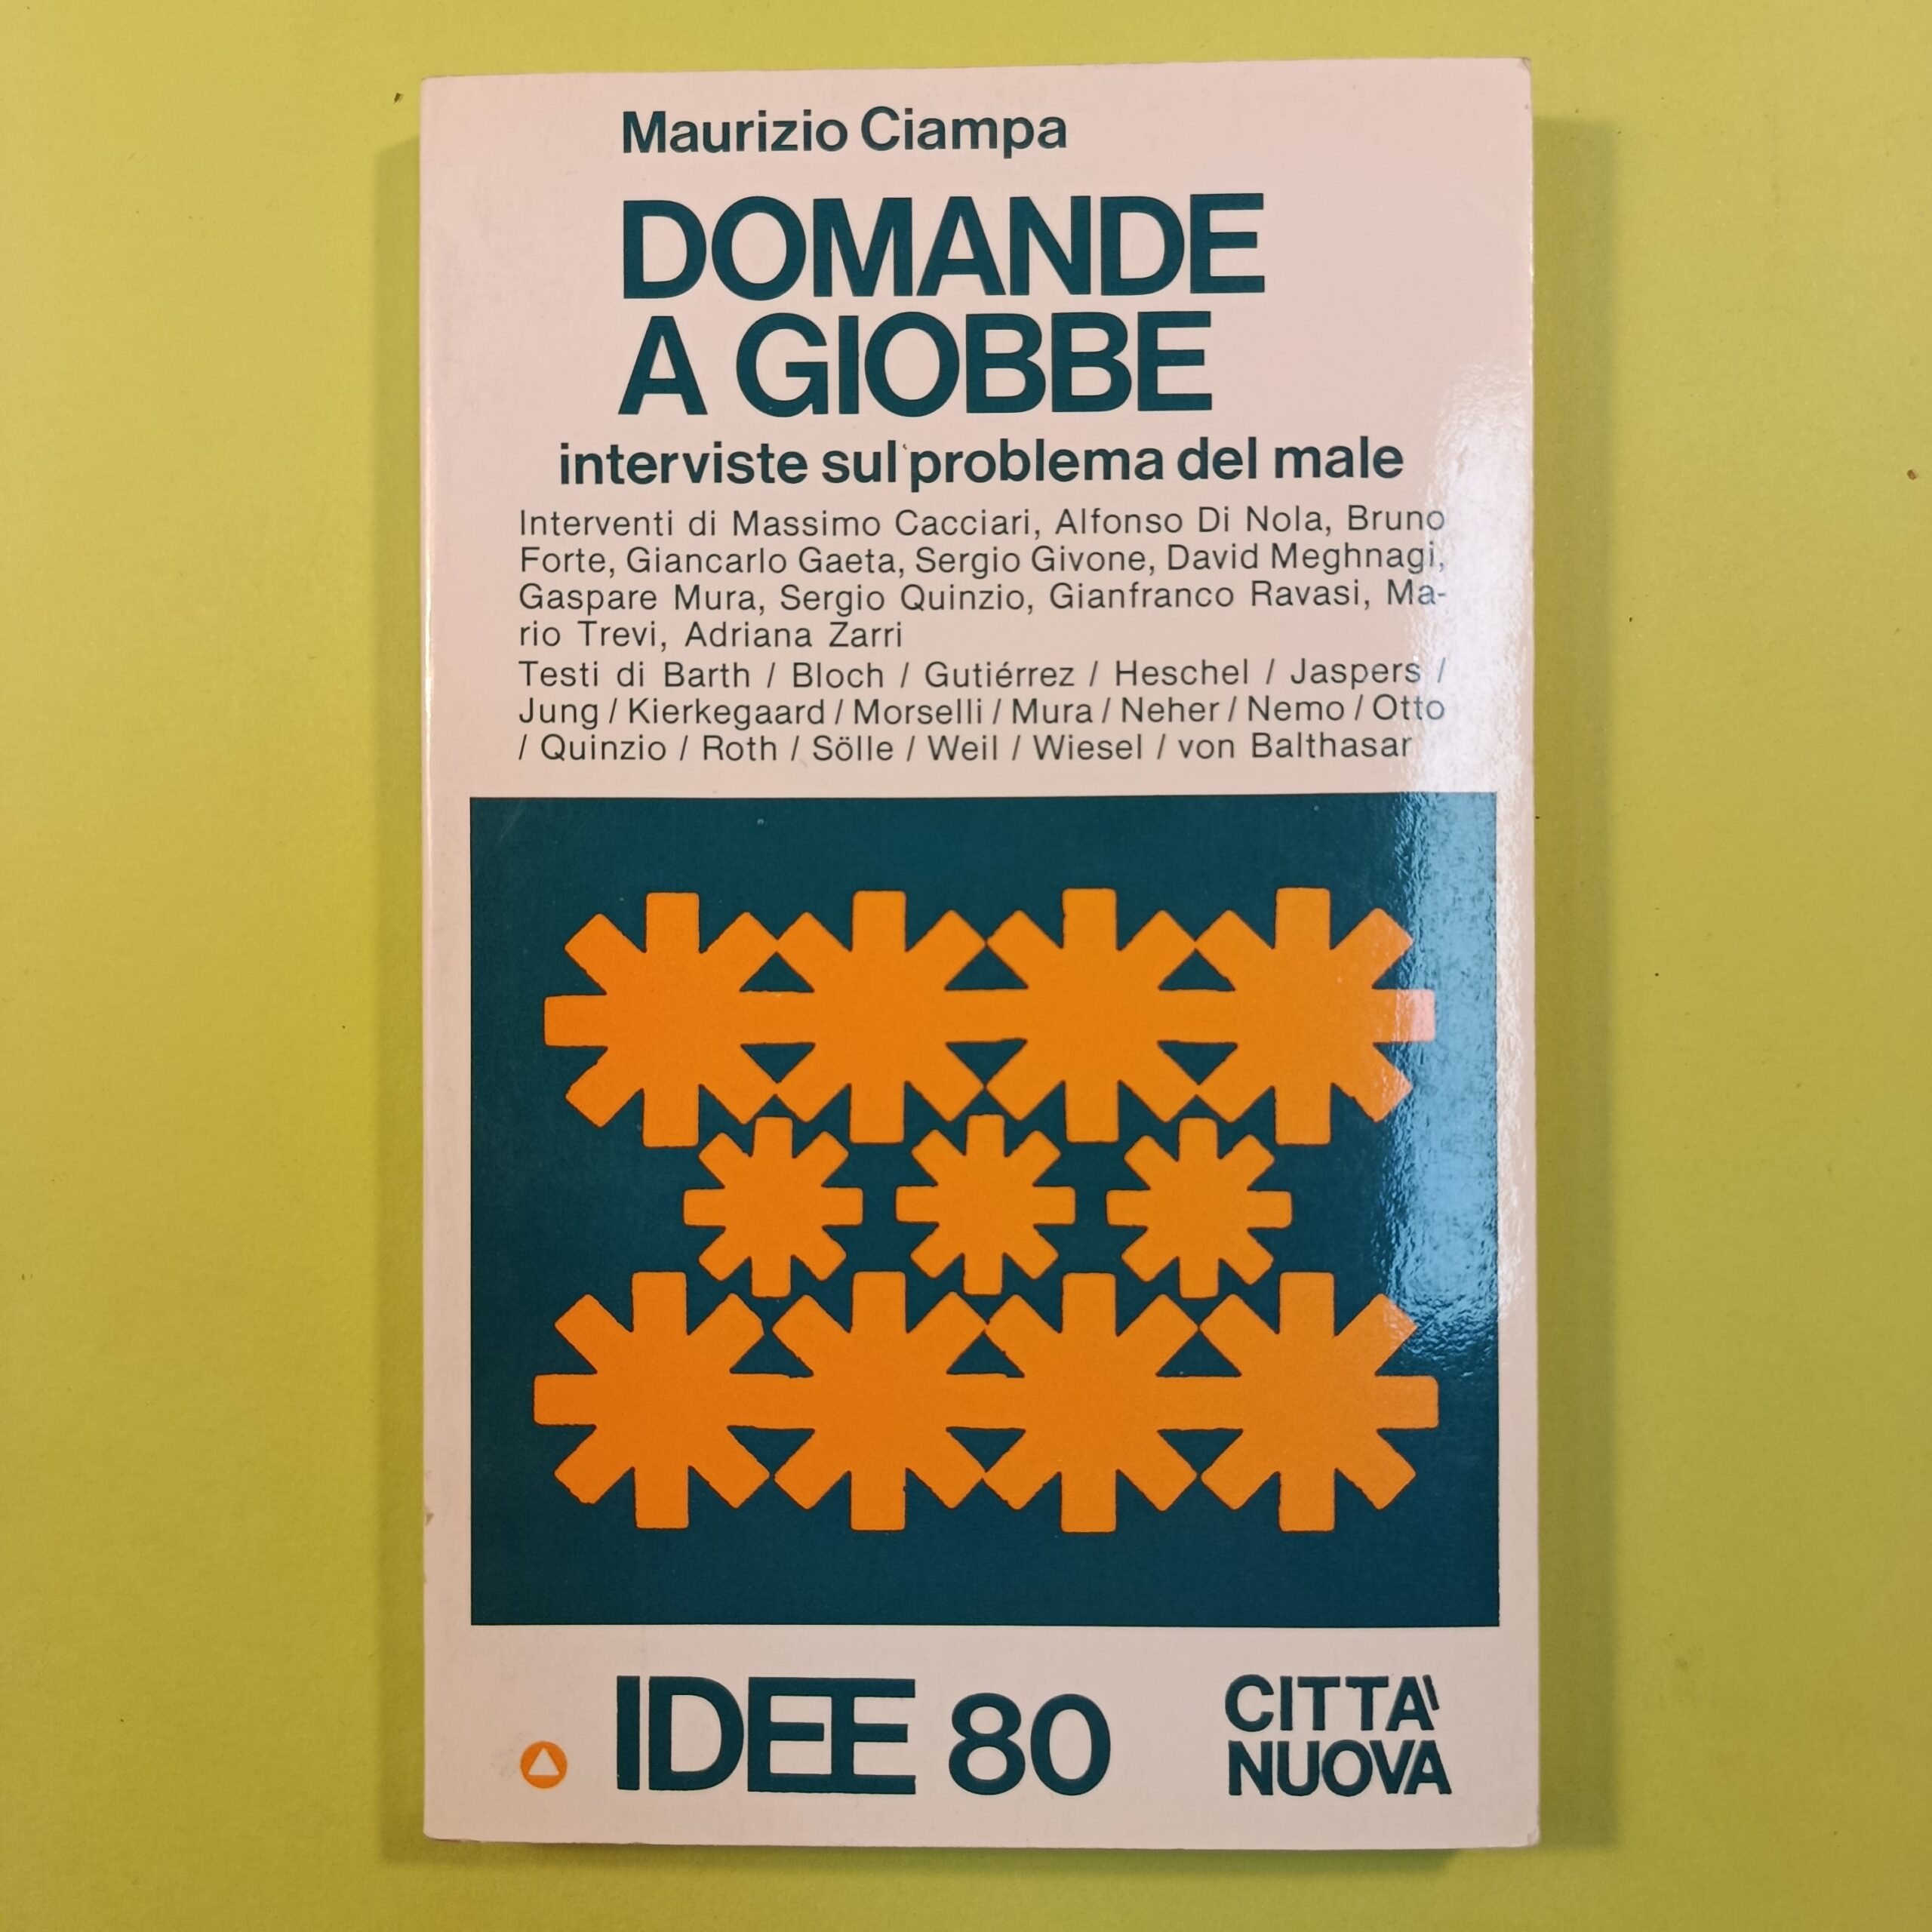 Maurizio Ciampa
DOMANDE
A GIOBBE
interviste sul problema del male
Interventi di Massimo Cacciari, Alfonso Di Nola, Bruno
Forte, Giancarlo Gaeta, Sergio Givone, David Meghnagi,
Gaspare Mura, Sergio Quinzio, Gianfranco Ravasi, Ma-
rio Trevi, Adriana Zarri
Testi di Barth / Bloch / Gutiérrez / Heschel / Jaspers /
Jung / Kierkegaard / Morselli / Mura / Neher / Nemo / Otto
/ Quinzio / Roth / Sölle / Weil / Wiesel / von Balthasar
IDEE 80
CITTA'
NUOVA